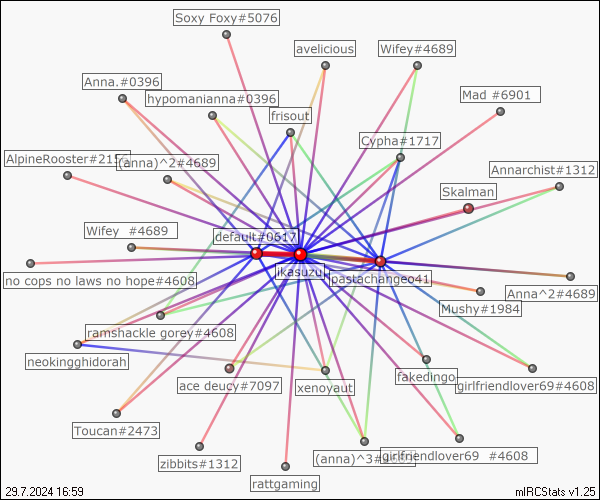 Soxy Foxy#5076
avelicious
Wifey#4689
Anna.#0396
hypomanianna#0396
Mad #6901
frisout
Cypha#1717
AlpineRooster#215
(anna)^2#4689
Annarchist#1312
Skalman
Wifey #4689
default#0617
ikasuzu
pastachangeo41
no cops no laws no hope#4608
Anna^2#4689
Mushy#1984
ramshackle gorey#4608
neokingghidorah
ace deucy#7097
xenoyaut
fakedingo
girlfriendlover69#4608
Toucan#2473
zibbits#1312
(anna)^3#
girlfriendlover69 #4608
rattgaming
29.7.2024 16:59
mIRCStats v1.25